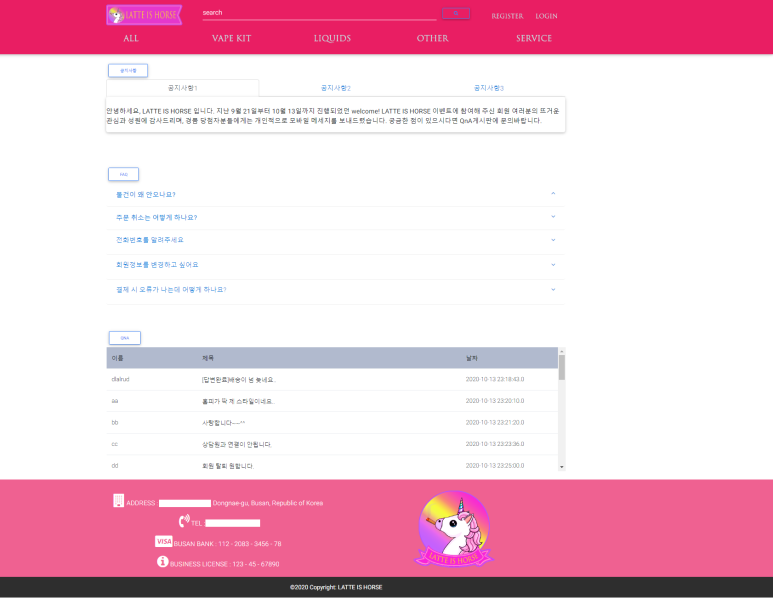 LATTE IS HORSE
search
REGISTER LOGIN
ALL VAPE KIT LIQUIDS OTHER SERVICE
공지사항
공지사항1 공지사항2 공지사항3
안녕하세요, LATTE IS HORSE 입니다. 지난 9월 21일부터 10월 13일까지 진행되었던 welcome! LATTE IS HORSE 이벤트에 참여해 주신 회원 여러분의 뜨거운
관심과 성원에 감사드리며, 경품 당첨자분들에게는 개인적으로 모바일 메세지를 보내드렸습니다. 궁금한 점이 있으시다면 QnA게시판에 문의바랍니다.
FAQ
물건이 왜 안오나요?
주문 취소는 어떻게 하나요?
전화번호를 알려주세요
회원정보를 변경하고 싶어요
결제 시 오류가 나는데 어떻게 하나요?
QNA
이름 제목 날짜
dlalrud [답변완료]배송이 넘 늦네요.. 2020-10-13 23:18:43.0
aa 홈피가 딱 제 스타일이네요.. 2020-10-13 23:20:10.0
bb 사랑합니다~~^^ 2020-10-13 23:21:20.0
cc 상담원과 연결이 안됩니다. 2020-10-13 23:23:36.0
dd 회원 탈퇴 원합니다. 2020-10-13 23:25:00.0
ADDRESS : Dongnae-gu, Busan, Republic of Korea
TEL :
VISA BUSAN BANK : 112 - 2083 - 3456 - 78
BUSINESS LICENSE : 123 - 45 - 67890
LATTE IS HORSE
©2020 Copyright: LATTE IS HORSE